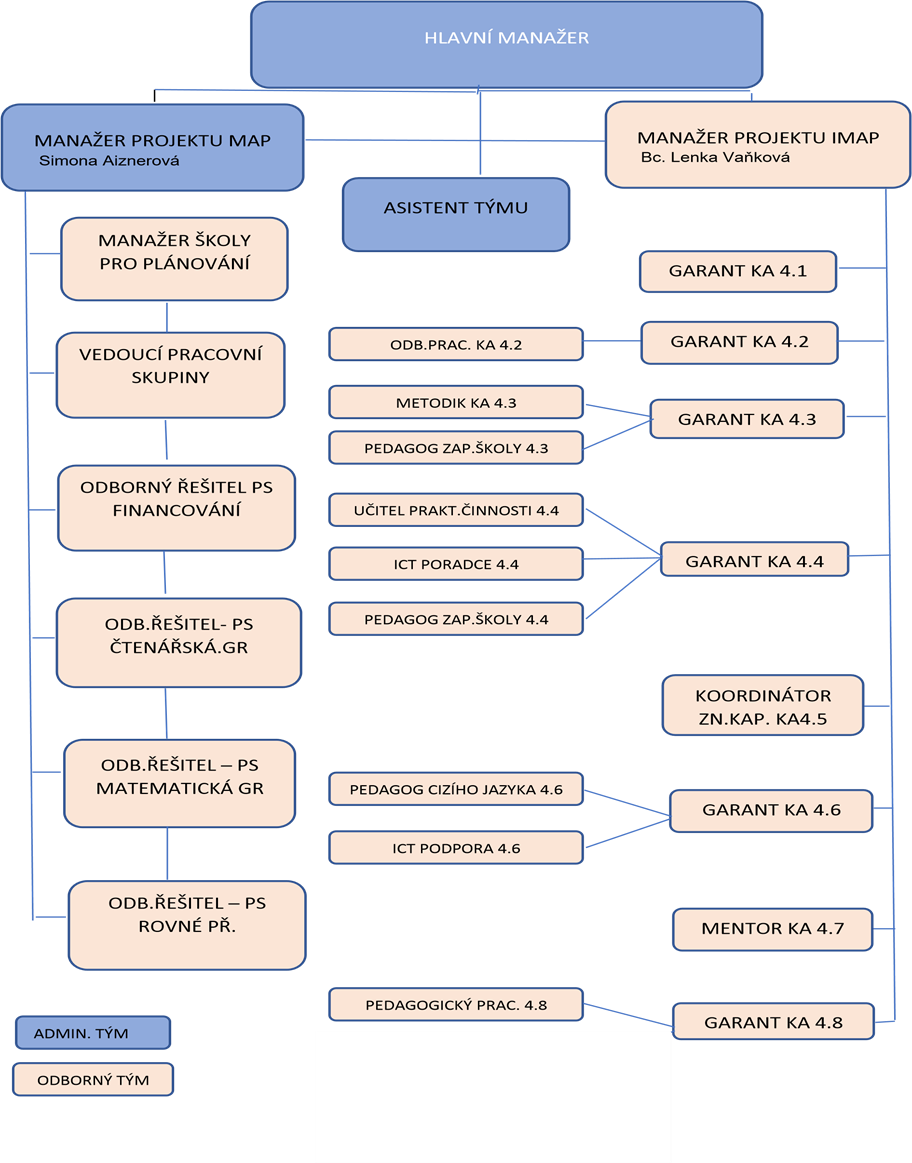 HLAVNÍ MANAŽER
MANAŽER PROJEKTU MAP
Simona Aiznerová
MANAŽER PROJEKTU IMAP
Bc. Lenka Vaňková
ASISTENT TÝMU
MANAŽER ŠKOLY
PRO PLÁNOVÁNÍ
VEDOUCÍ PRACOVNÍ
SKUPINY
ODBORNÝ ŘEŠITEL PS
FINANCOVÁNÍ
ODB.ŘEŠITEL- PS
ČTENÁŘSKÁ.GR
ODB.ŘEŠITEL – PS
MATEMATICKÁ GR
ODB.ŘEŠITEL – PS
ROVNÉ PŘ.
GARANT KA 4.1
ODB.PRAC. KA 4.2
GARANT KA 4.2
METODIK KA 4.3
PEDAGOG ZAP.ŠKOLY 4.3
GARANT KA 4.3
UČITEL PRAKT.ČINNOSTI 4.4
ICT PORADCE 4.4
PEDAGOG ZAP.ŠKOLY 4.4
GARANT KA 4.4
KOORDINÁTOR
ZN.KAP. KA4.5
PEDAGOG CIZÍHO JAZYKA 4.6
ICT PODPORA 4.6
GARANT KA 4.6
MENTOR KA 4.7
PEDAGOGICKÝ PRAC. 4.8
GARANT KA 4.8
ADMIN. TÝM
ODBORNÝ TÝM